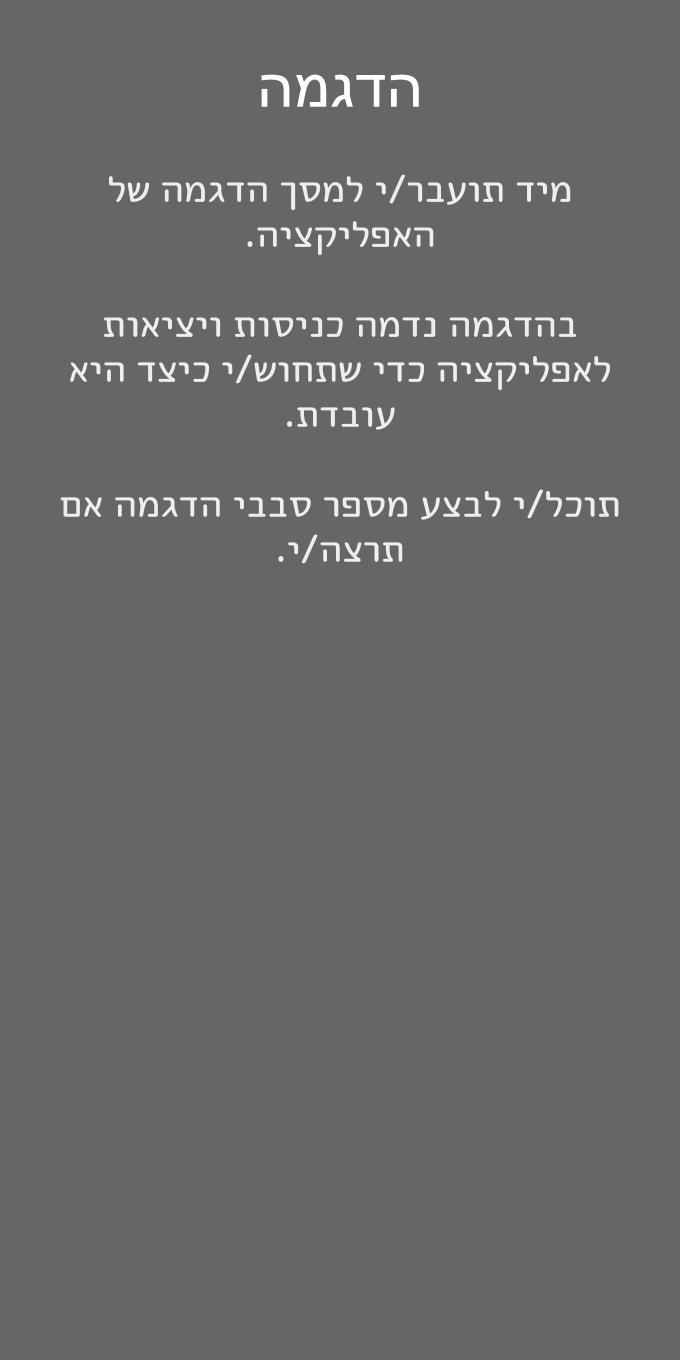 הדגמה
מיד תועבר/י למסך הדגמה של
האפליקציה.
בהדגמה נדמה כניסות ויציאות
לאפליקציה כדי שתחוש/י כיצד היא
עובדת.
תוכל/י לבצע מספר סבבי הדגמה אם
תרצה/י.